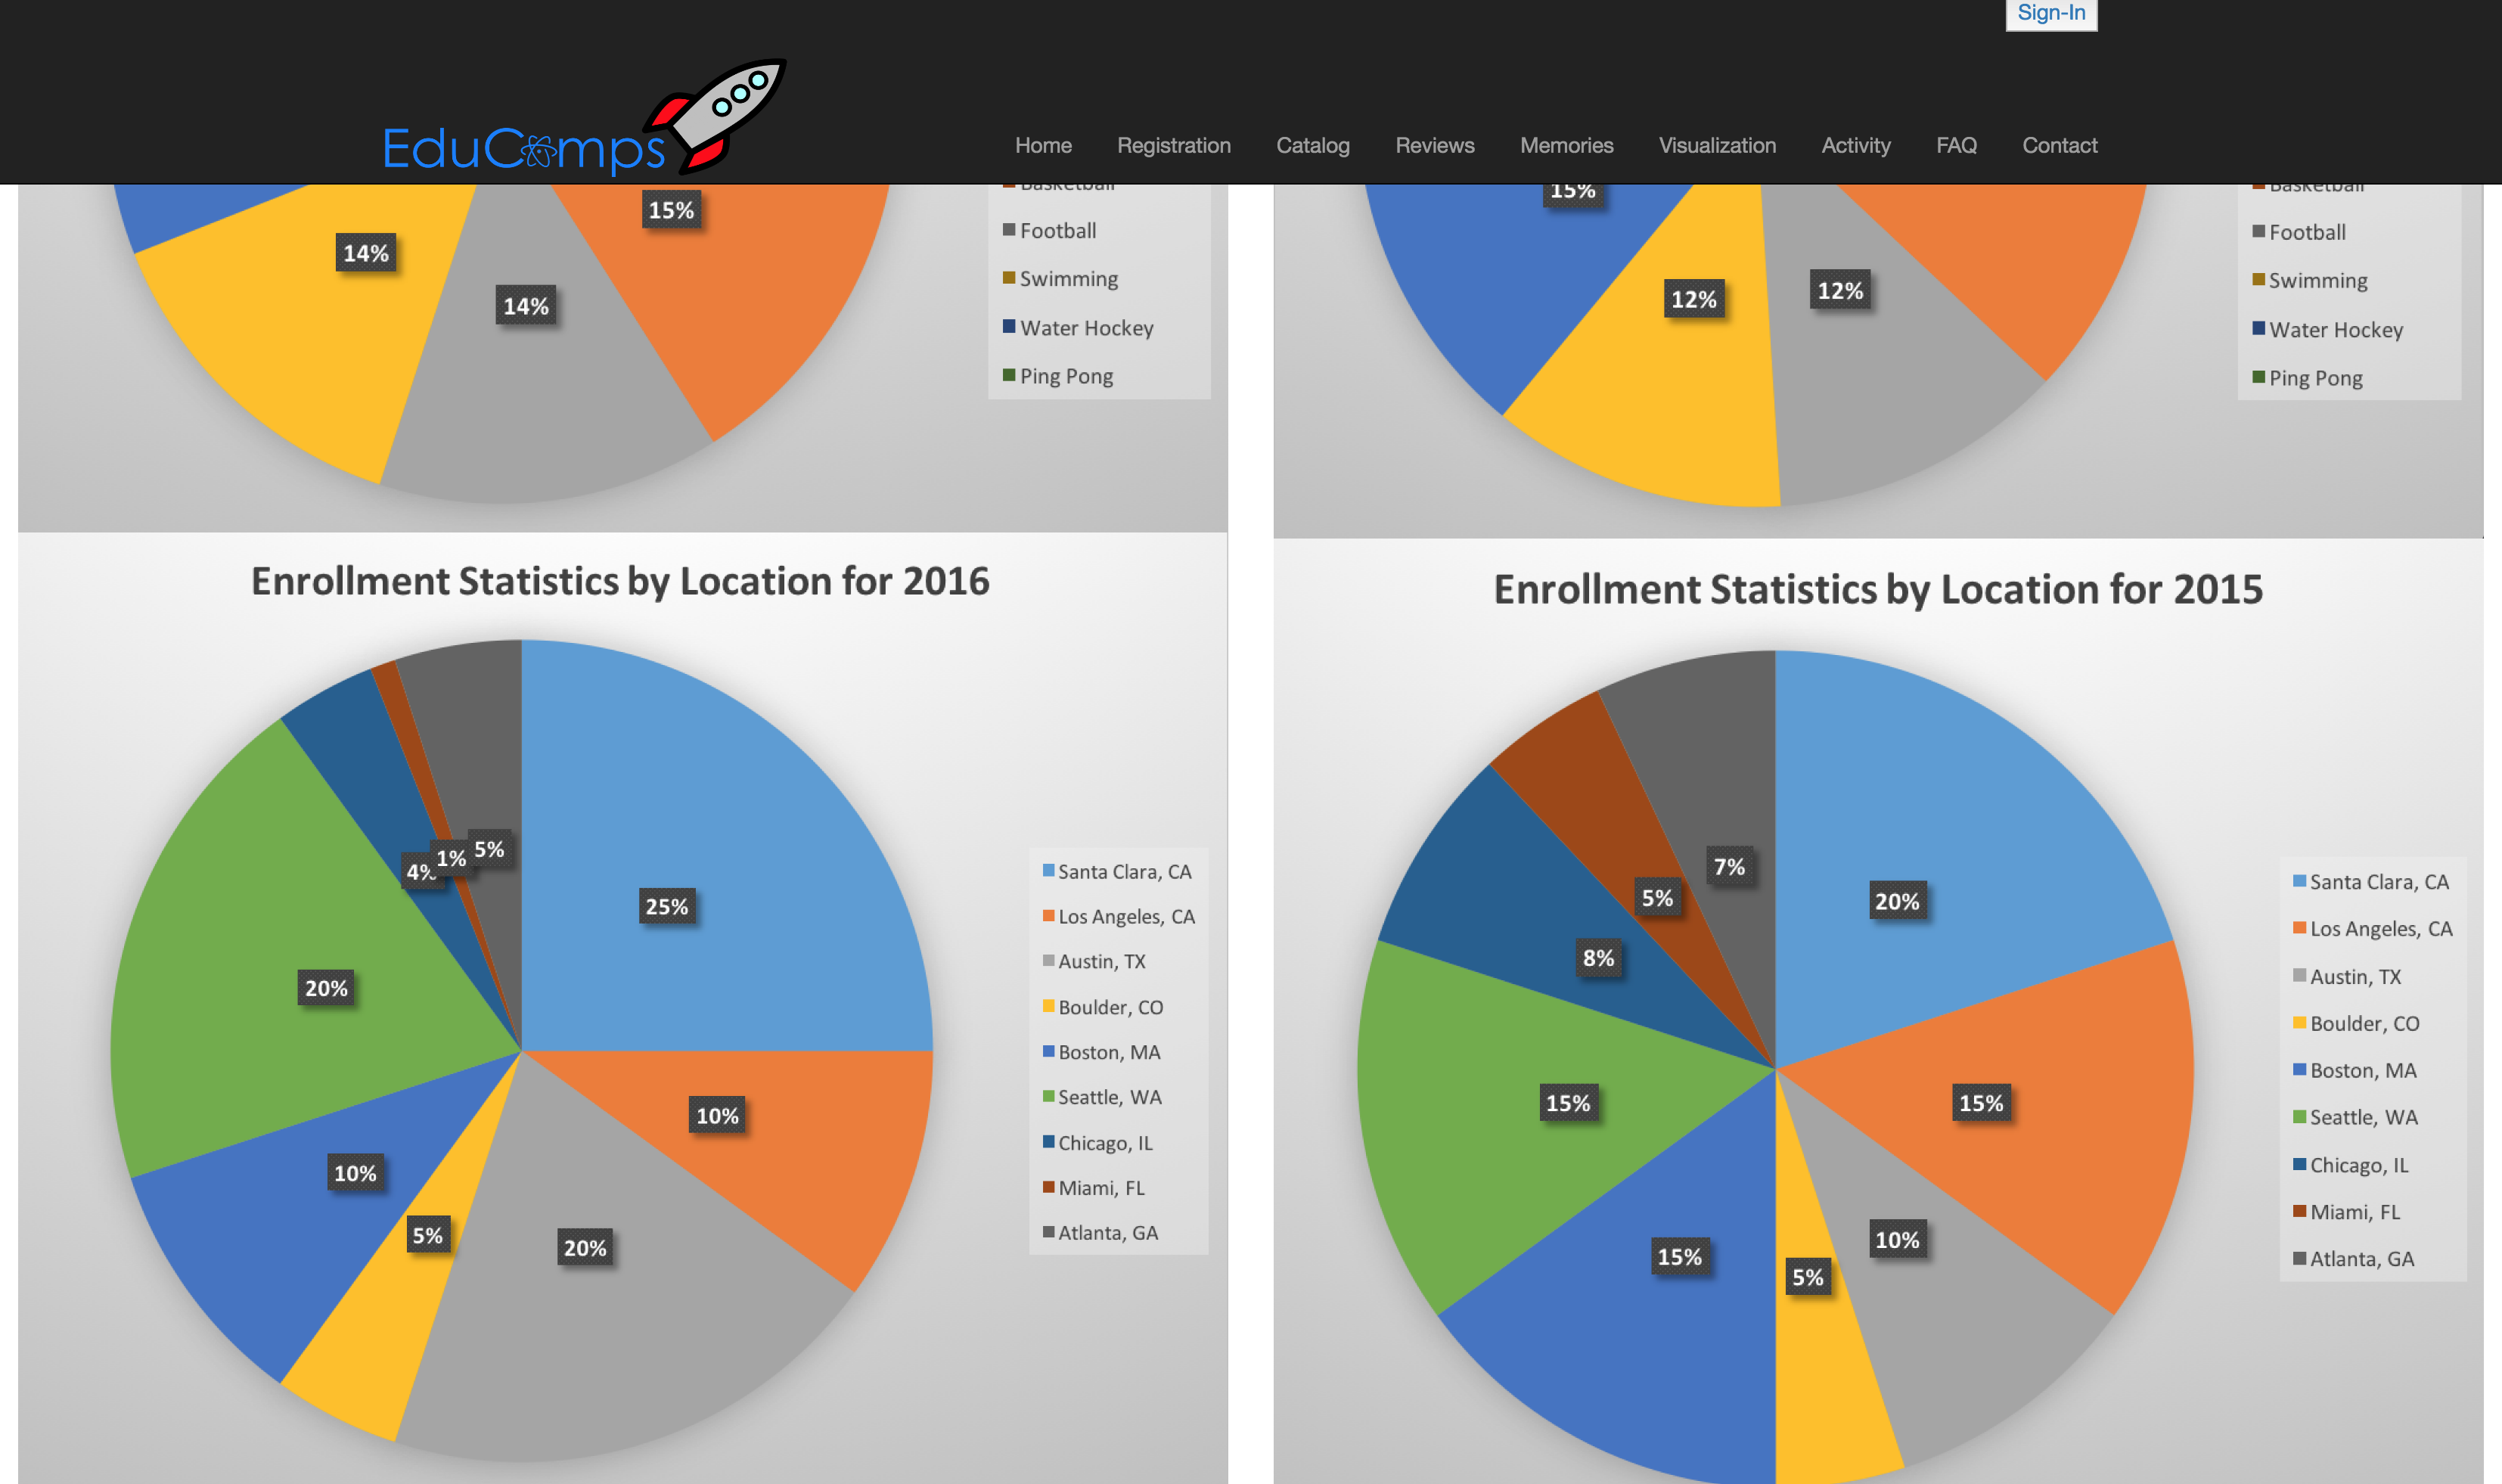 Sign-In
EduCamps
Home Registration Catalog Reviews Memories Visualization Activity FAQ Contact
15%
14%
14%
Basketball
Football
Swimming
Water Hockey
Ping Pong
15%
12%
12%
Basketball
Football
Swimming
Water Hockey
Ping Pong
Enrollment Statistics by Location for 2016
5%
1%
4%
25%
20%
10%
10%
5%
20%
Santa Clara, CA
Los Angeles, CA
Austin, TX
Boulder, CO
Boston, MA
Seattle, WA
Chicago, IL
Miami, FL
Atlanta, GA
Enrollment Statistics by Location for 2015
7%
5%
20%
8%
15%
15%
10%
15%
5%
Santa Clara, CA
Los Angeles, CA
Austin, TX
Boulder, CO
Boston, MA
Seattle, WA
Chicago, IL
Miami, FL
Atlanta, GA